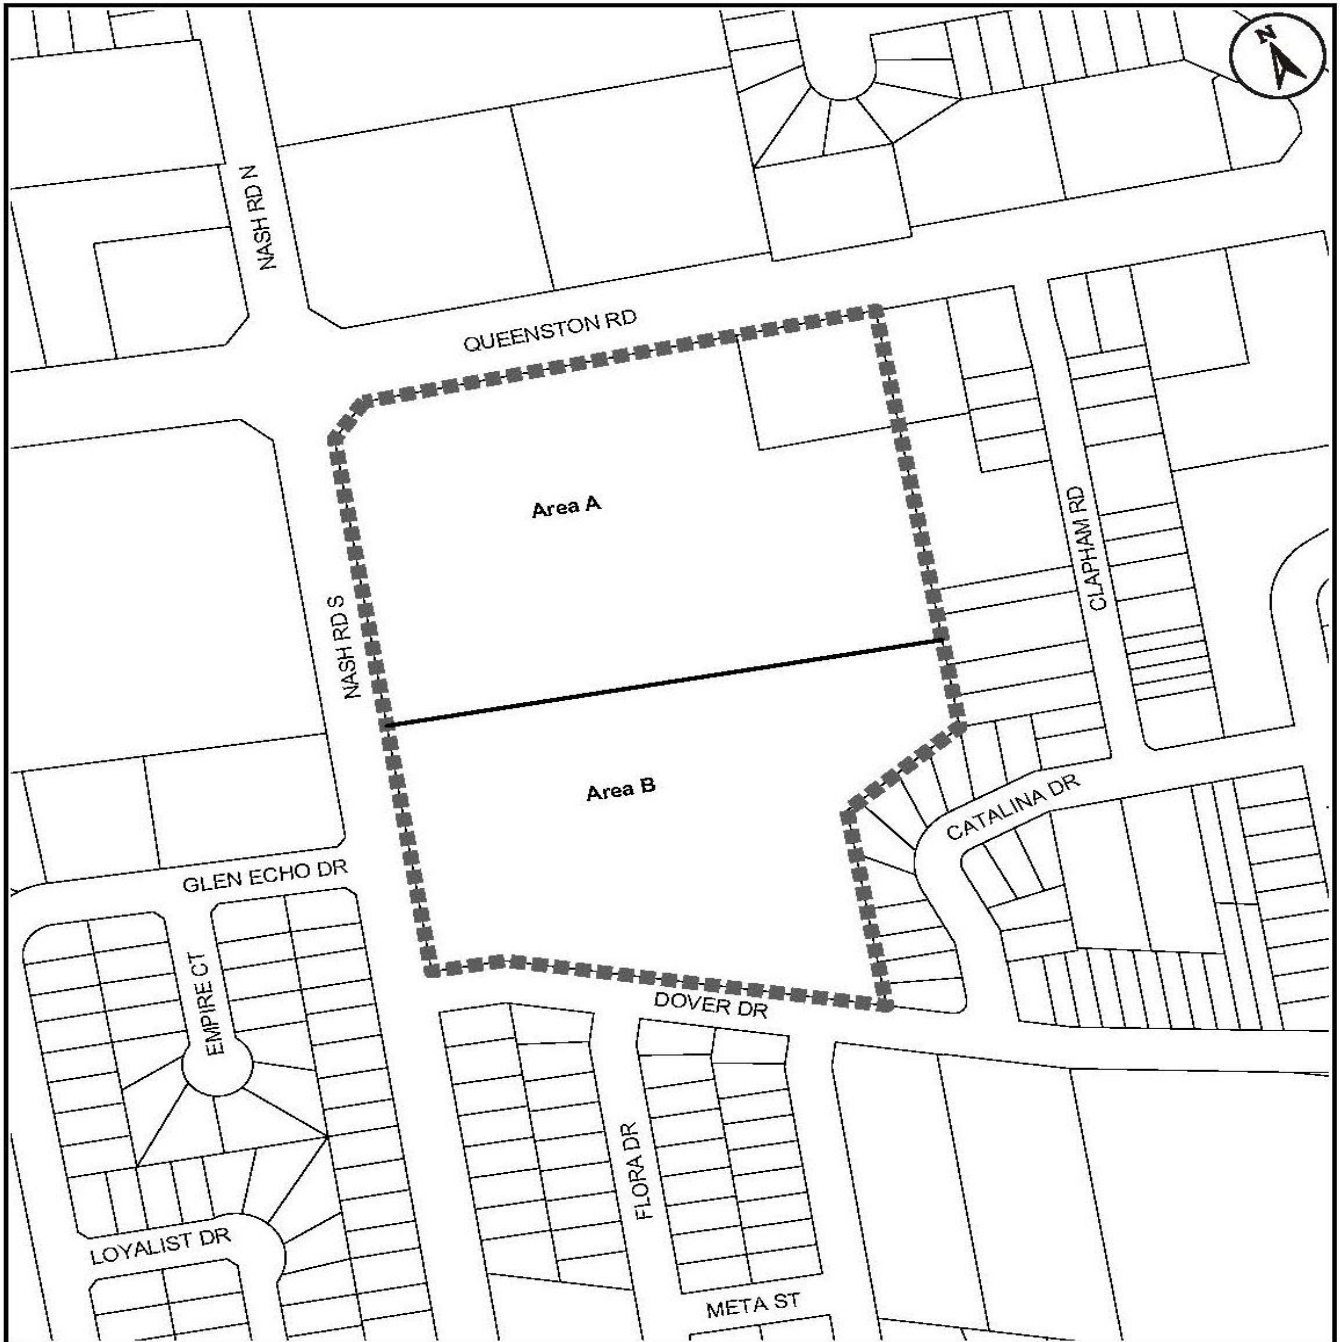 N
NASH RD N
QUEENSTON RD
Area A
CLAPHAM RD
NASH RD S
Area B
CATALINA DR
GLEN ECHO DR
EMPIRE CT
DOVER DR
FLORA DR
LOYALIST DR
META ST